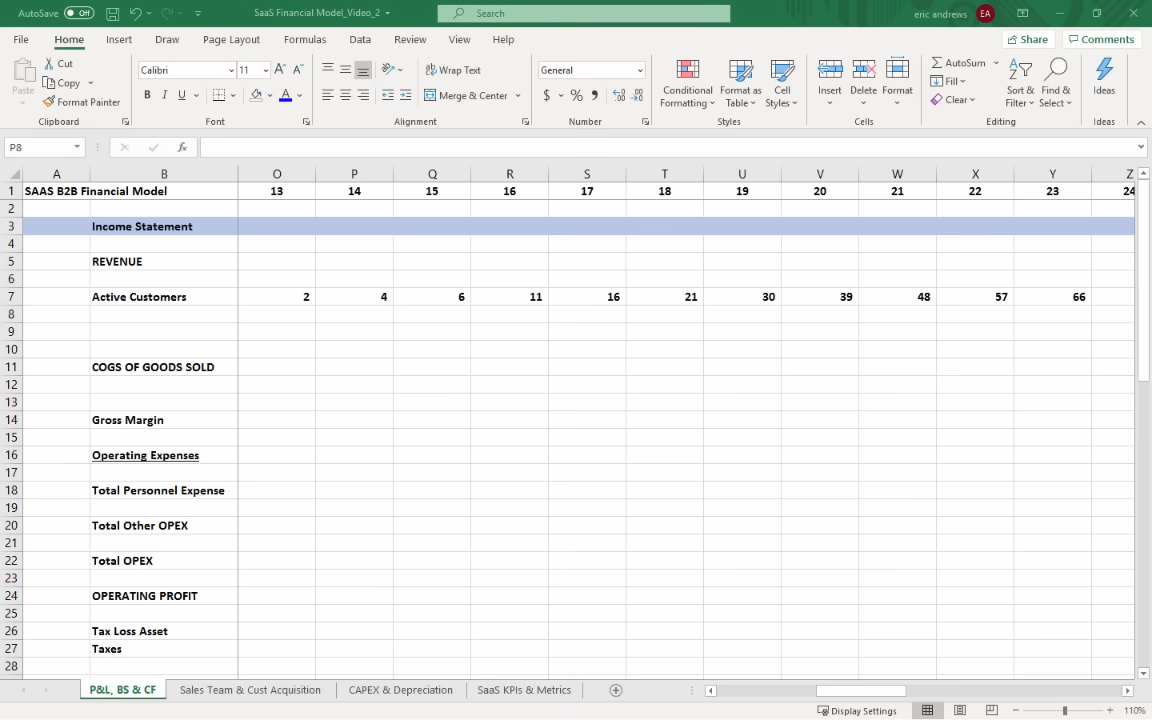 AutoSave Off SaaS Financial Model_Video_2 Search eric andrews EA
File Home Insert Draw Page Layout Formulas Data Review View Help Share Comments
Paste Cut Copy Format Painter Clipboard
Calibri 11 A A B I U A Font
Wrap Text Merge & Center Alignment
General $ % , Number
Conditional Formatting Format as Table Cell Styles Styles
Insert Delete Format Cells
AutoSum Fill Clear Sort & Filter Find & Select Editing
Ideas Ideas
P8 fx
A B O P Q R S T U V W X Y Z
1 SAAS B2B Financial Model 13 14 15 16 17 18 19 20 21 22 23 24
2
3 Income Statement
4
5 REVENUE
6
7 Active Customers 2 4 6 11 16 21 30 39 48 57 66
8
9
10
11 COGS OF GOODS SOLD
12
13
14 Gross Margin
15
16 Operating Expenses
17
18 Total Personnel Expense
19
20 Total Other OPEX
21
22 Total OPEX
23
24 OPERATING PROFIT
25
26 Tax Loss Asset
27 Taxes
28
P&L, BS & CF Sales Team & Cust Acquisition CAPEX & Depreciation SaaS KPIs & Metrics
Display Settings 110%